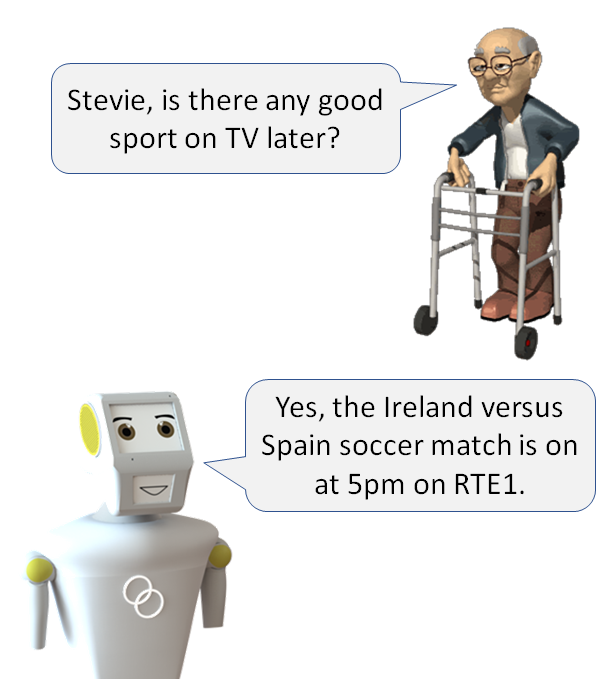 Stevie, is there any good
sport on TV later?
Yes, the Ireland versus
Spain soccer match is on
at 5pm on RTE1.